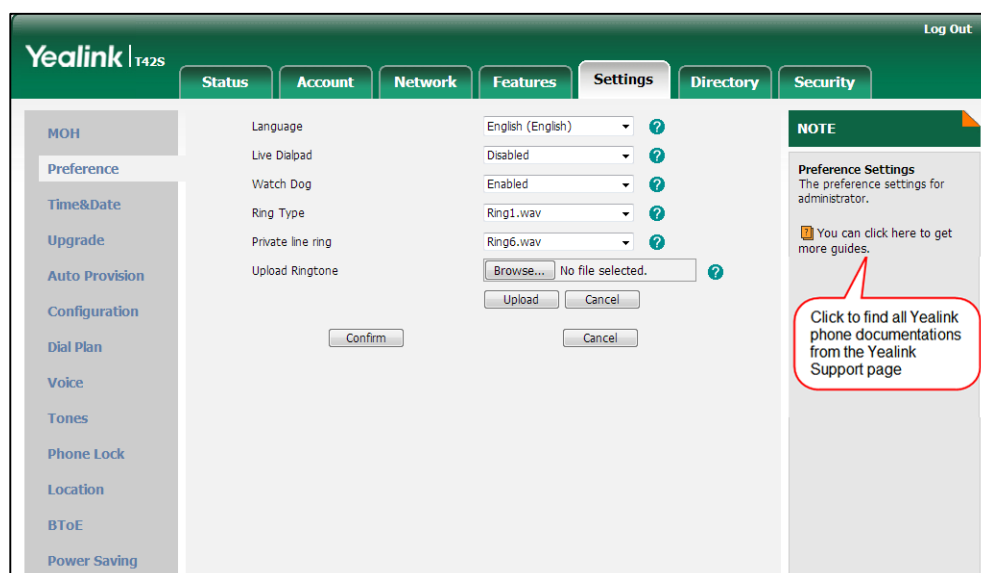 Log Out
Yealink | T42S
Status Account Network Features Settings Directory Security
MOH
Preference
Time&Date
Upgrade
Auto Provision
Configuration
Dial Plan
Voice
Tones
Phone Lock
Location
BToE
Power Saving
Language English (English) ?
Live Dialpad Disabled ?
Watch Dog Enabled ?
Ring Type Ring1.wav ?
Private line ring Ring6.wav ?
Upload Ringtone Browse... No file selected. ?
Upload Cancel
Confirm Cancel
NOTE
Preference Settings
The preference settings for
administrator.
? You can click here to get
more guides.
Click to find all Yealink
phone documentations
from the Yealink
Support page